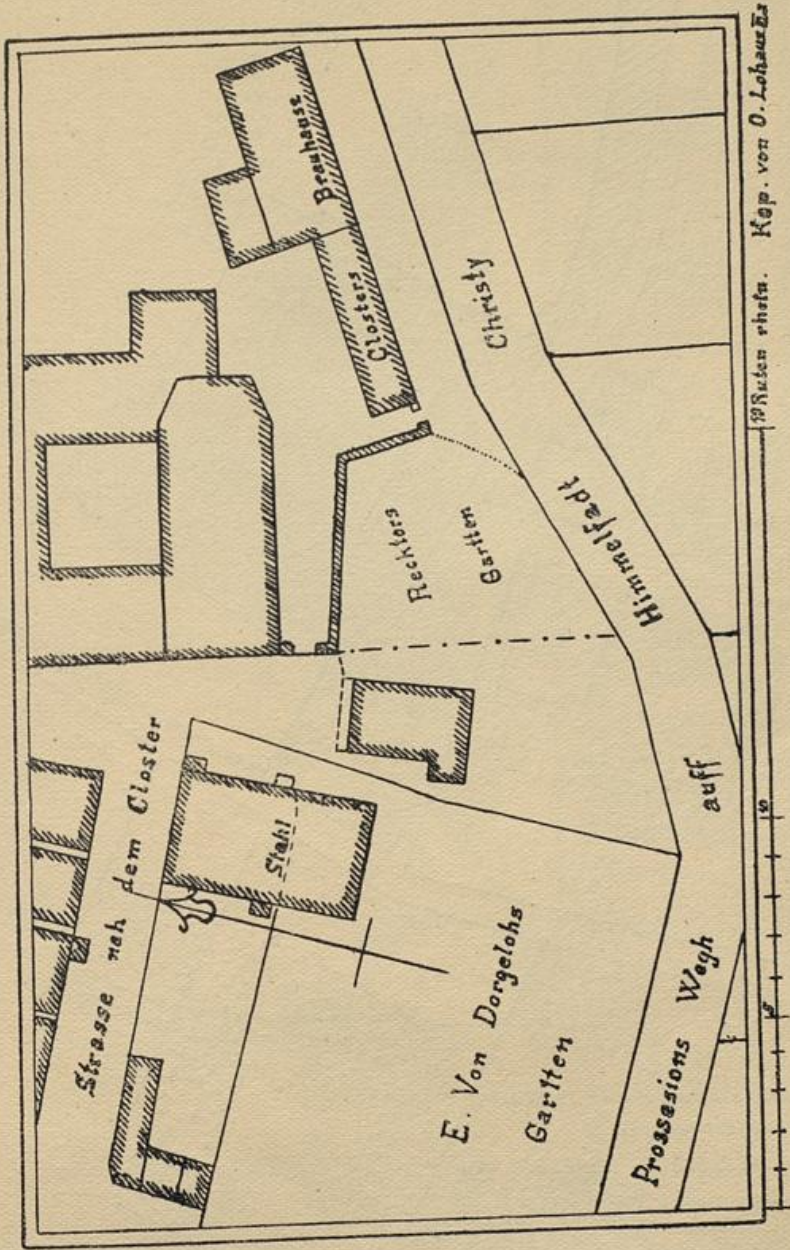 Strasse nah dem Closter
Stahl
Closters Brauhause
Recktors
Gartten
E. Von Dorgelohs
Gartten
Prossesions Wegh auff Himmelfadt Christy
5
10 Ruten rhein. Kop. von O. Lohaus